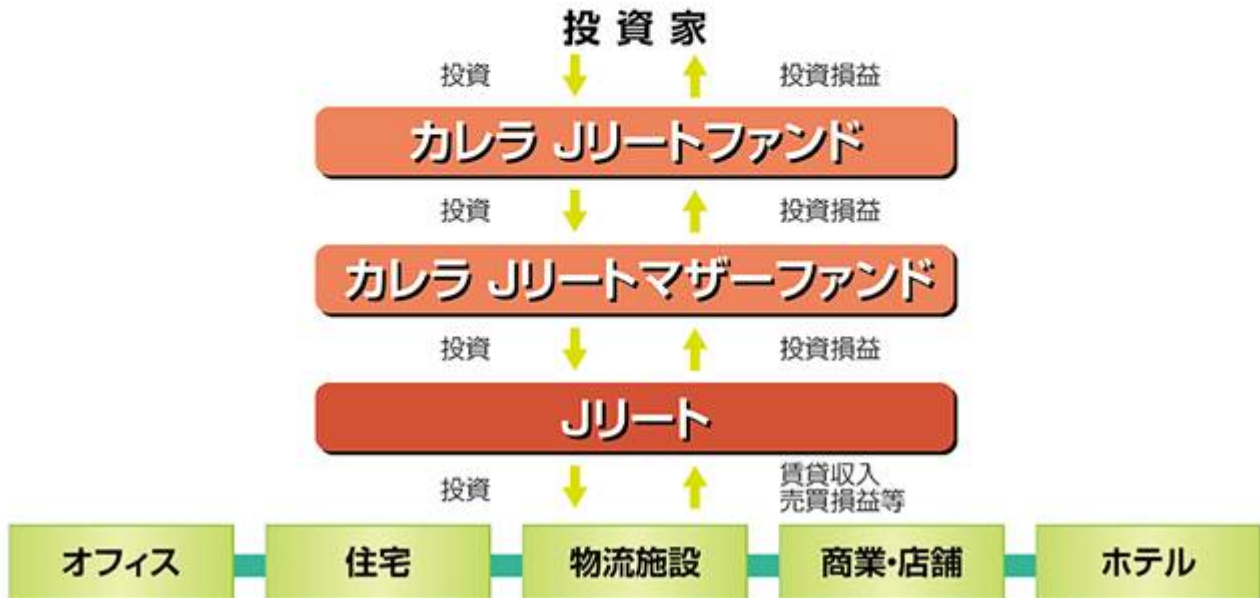 投資家
投資 投資損益
カレラ Jリートファンド
投資 投資損益
カレラ Jリートマザーファンド
投資 投資損益
Jリート
投資 賃貸収入
売買損益等
オフィス 住宅 物流施設 商業・店舗 ホテル